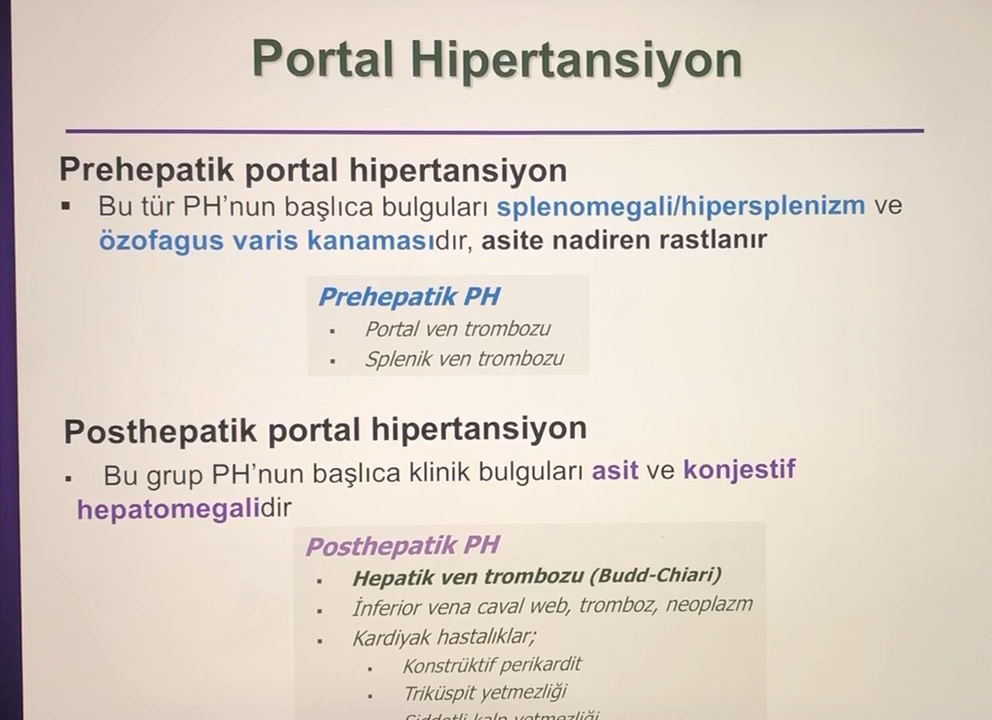 Portal Hipertansiyon
Prehepatik portal hipertansiyon
▪ Bu tür PH'nun başlıca bulguları splenomegali/hipersplenizm ve
özofagus varis kanamasıdır, asite nadiren rastlanır
Prehepatik PH
▪ Portal ven trombozu
▪ Splenik ven trombozu
Posthepatik portal hipertansiyon
▪ Bu grup PH'nun başlıca klinik bulguları asit ve konjestif
hepatomegalidir
Posthepatik PH
▪ Hepatik ven trombozu (Budd-Chiari)
▪ İnferior vena caval web, tromboz, neoplazm
▪ Kardiyak hastalıklar;
▪ Konstrüktif perikardit
▪ Triküspit yetmezliği
Ciddetli kalp yetmezliği